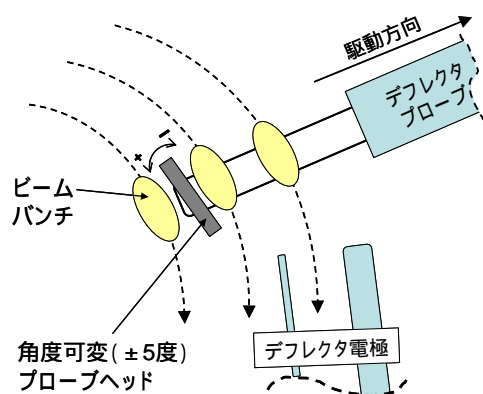 駆動方向
デフレクタ
プローブ
+
-
ビーム
バンチ
デフレクタ電極
角度可変(±5度)
プローブヘッド